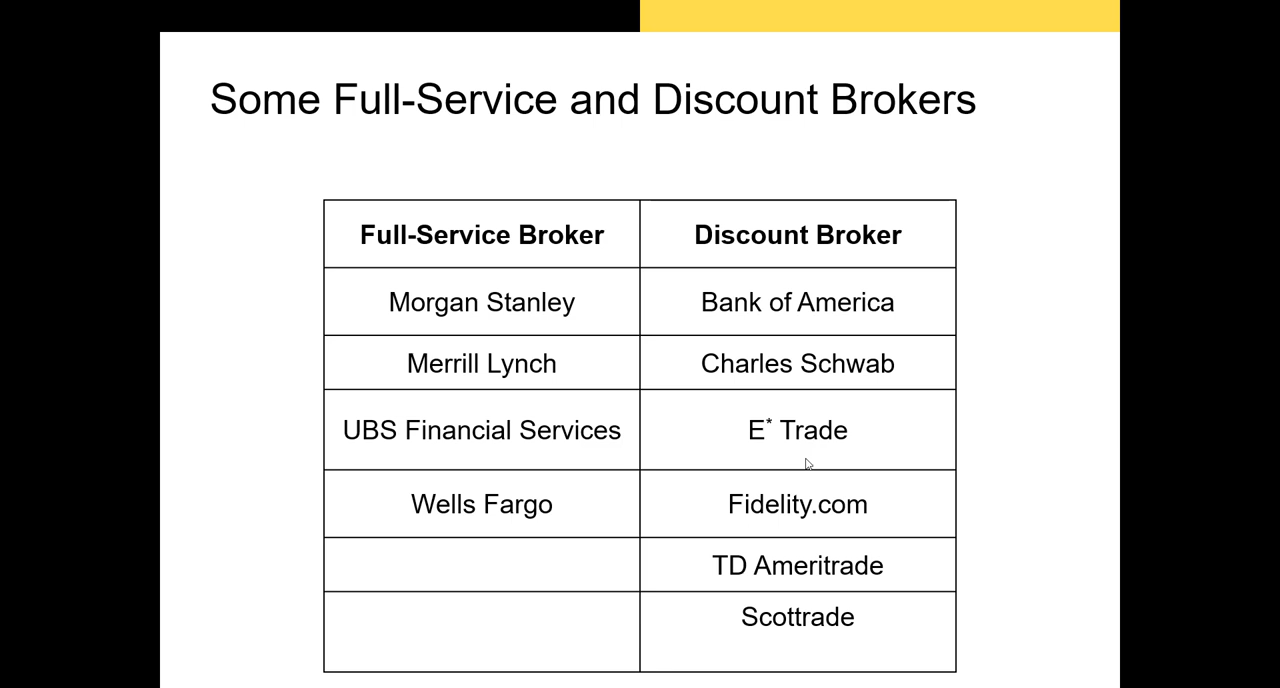 Some Full-Service and Discount Brokers
Full-Service Broker Discount Broker
Morgan Stanley Bank of America
Merrill Lynch Charles Schwab
UBS Financial Services E* Trade
Wells Fargo Fidelity.com
TD Ameritrade
Scottrade